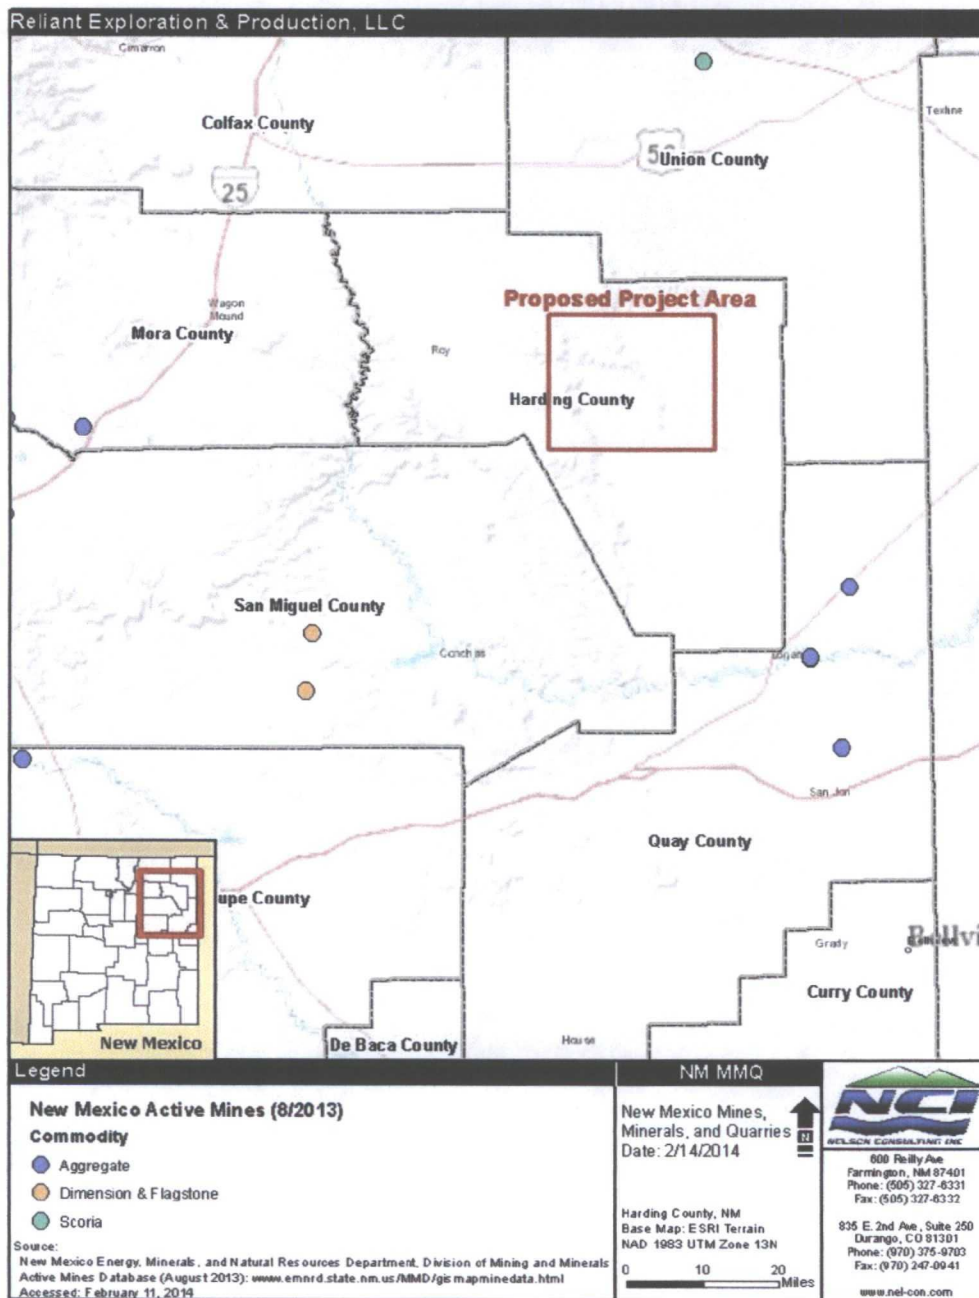 Reliant Exploration & Production, LLC
Cimarron
Colfax County
Texline
Union County
25
Proposed Project Area
Wagon
Mound
Mora County
Roy
Harding County
San Miguel County
Conchas
Logan
San Jon
Quay County
upe County
Grady
Bellvi
Curry County
New Mexico
De Baca County
House
Legend
New Mexico Active Mines (8/2013)
Commodity
Aggregate
Dimension & Flagstone
Scoria
Source:
New Mexico Energy, Minerals, and Natural Resources Department, Division of Mining and Minerals
Active Mines Database (August 2013): www.emnrd.state.nm.us/MMD/gismapminedata.html
Accessed: February 11, 2014
NM MMQ
New Mexico Mines,
Minerals, and Quarries
Date: 2/14/2014
N
Harding County, NM
Base Map: ESRI Terrain
NAD 1983 UTM Zone 13N
0 10 20
Miles
NCI
NELSON CONSULTING INC
600 Reilly Ave
Farmington, NM 87401
Phone: (505) 327-6331
Fax: (505) 327-6332
835 E. 2nd Ave, Suite 250
Durango, CO 81301
Phone: (970) 375-9703
Fax: (970) 247-0941
www.nel-con.com